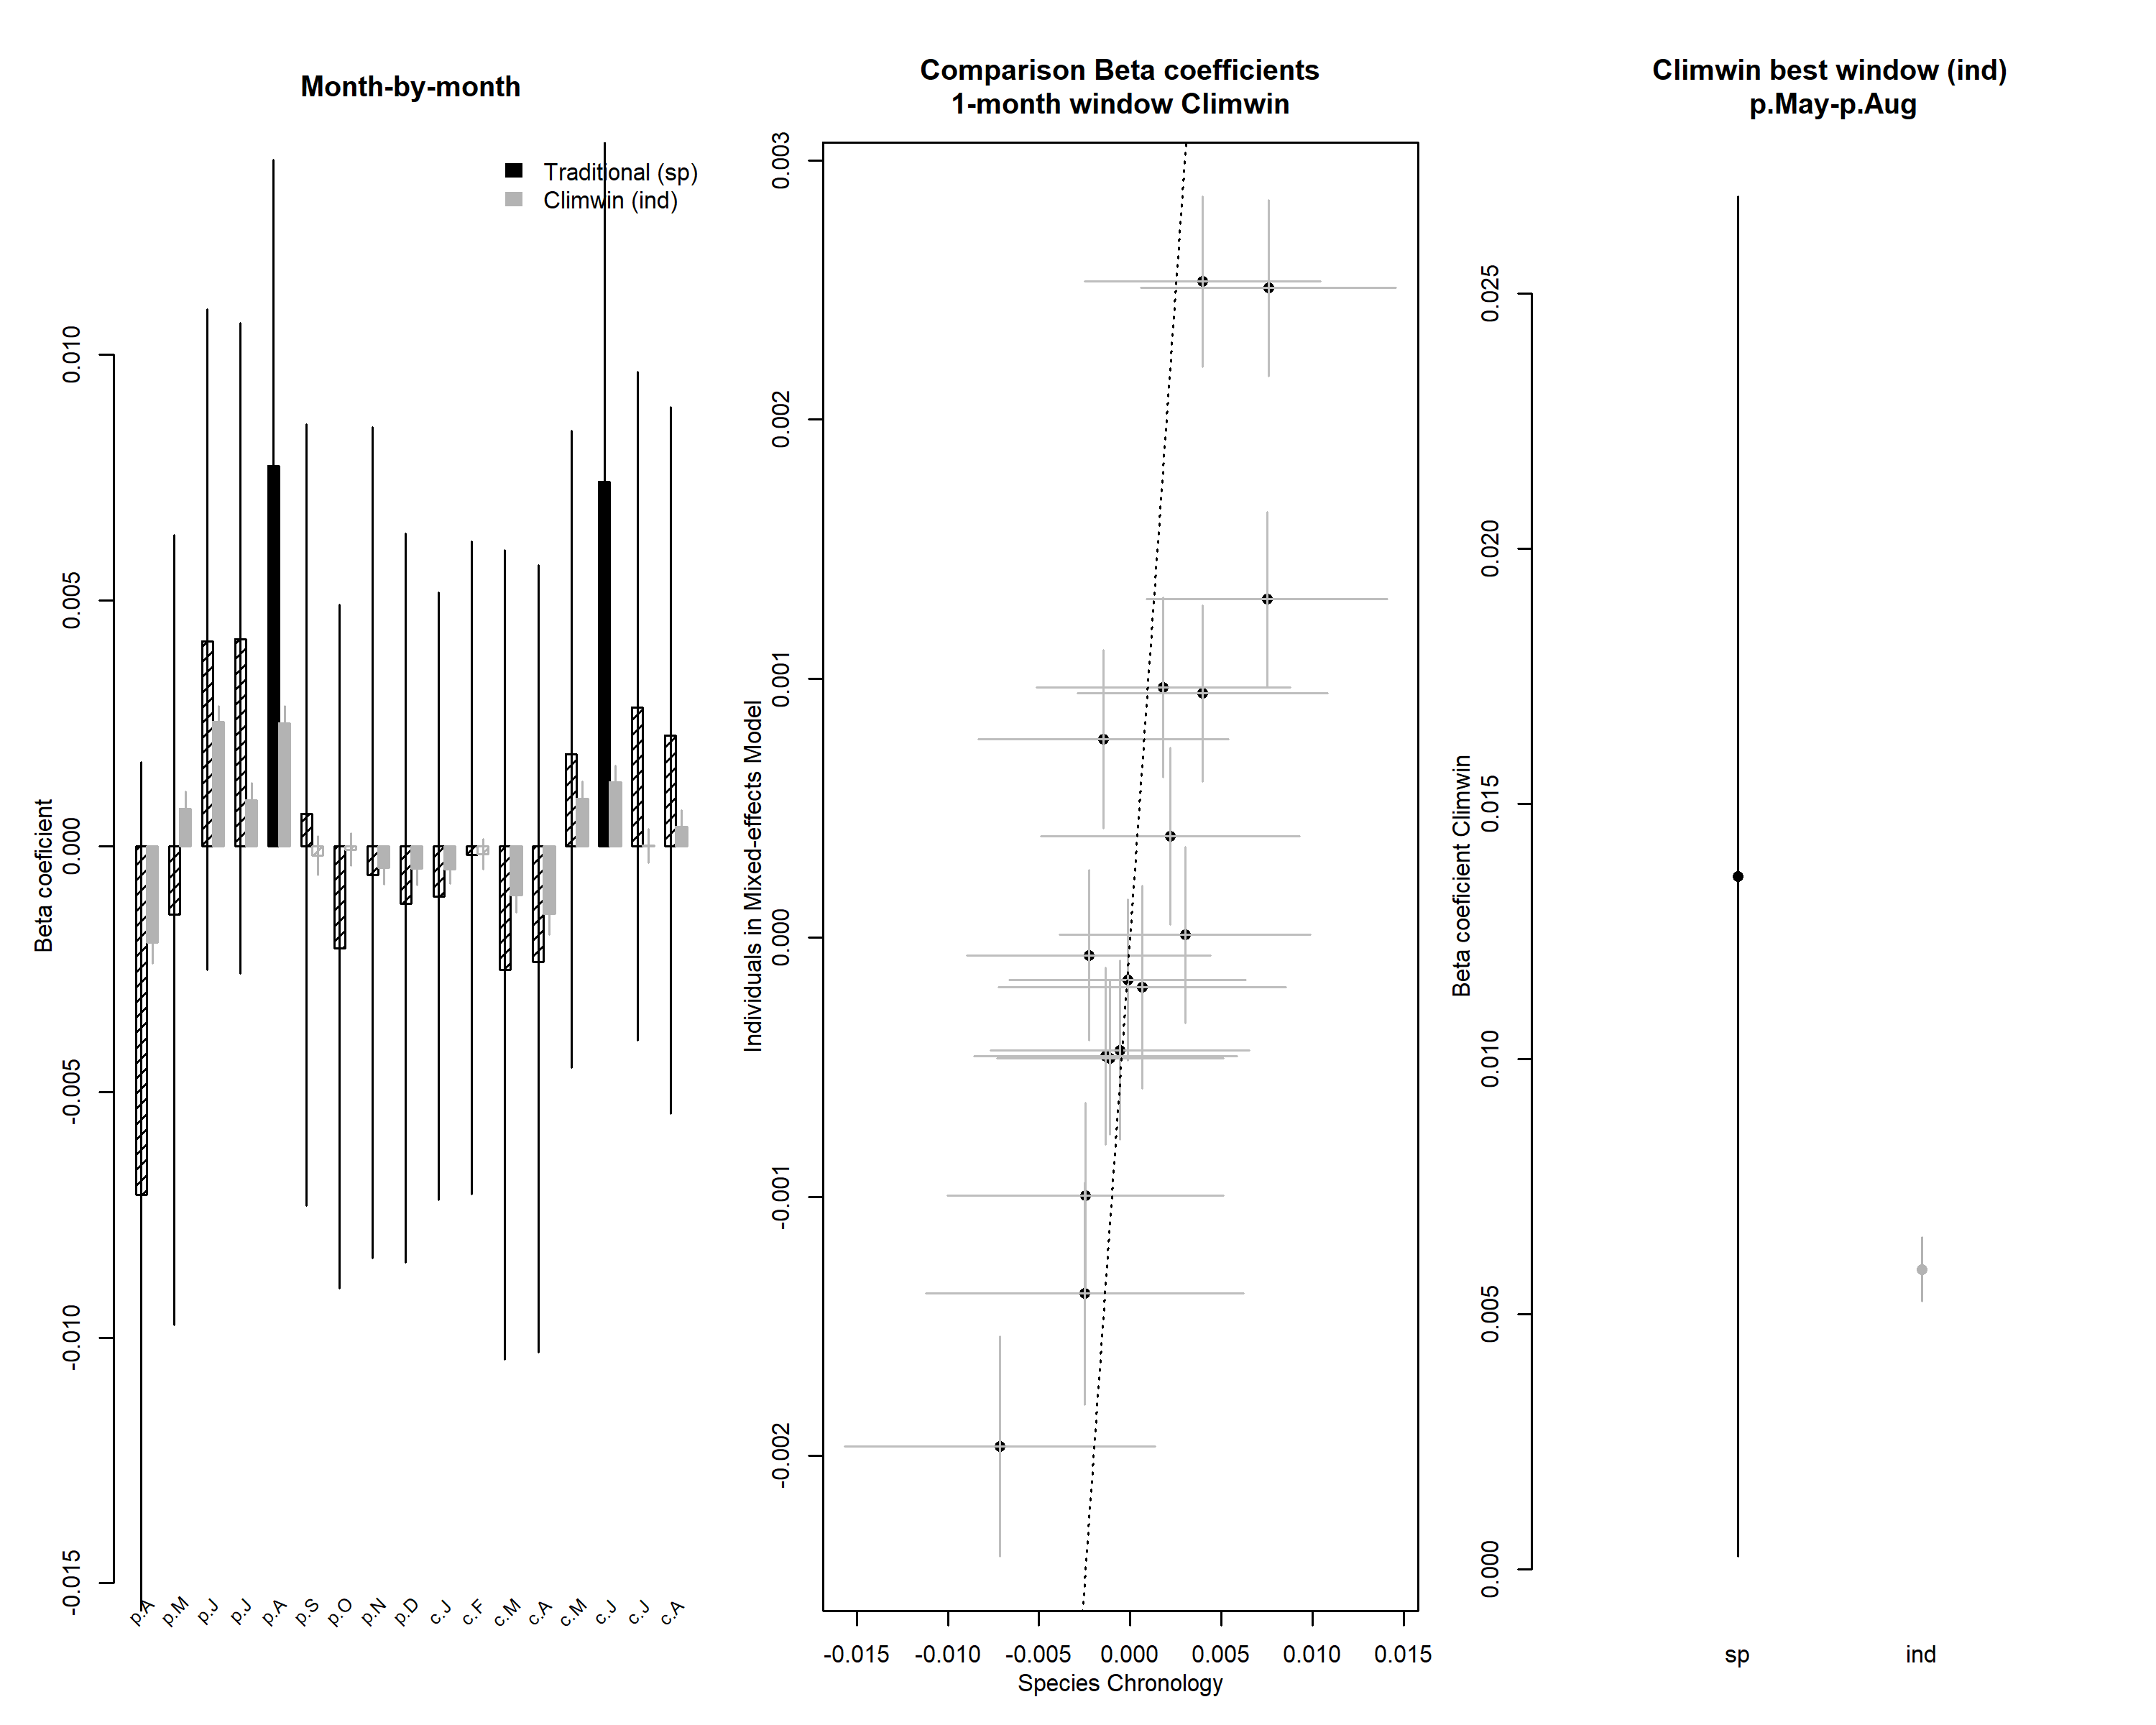 Month-by-month
Traditional (sp)
Climwin (ind)
Beta coeficient
0.010
0.005
0.000
-0.005
-0.010
-0.015
p.A
p.M
p.J
p.J
p.A
p.S
p.O
p.N
p.D
c.J
c.F
c.M
c.A
c.M
c.J
c.J
c.A
Comparison Beta coefficients
1-month window Climwin
Individuals in Mixed-effects Model
0.003
0.002
0.001
0.000
-0.001
-0.002
-0.015
-0.010
-0.005
0.000
0.005
0.010
0.015
Species Chronology
Climwin best window (ind)
p.May-p.Aug
Beta coeficient Climwin
0.025
0.020
0.015
0.010
0.005
0.000
sp
ind